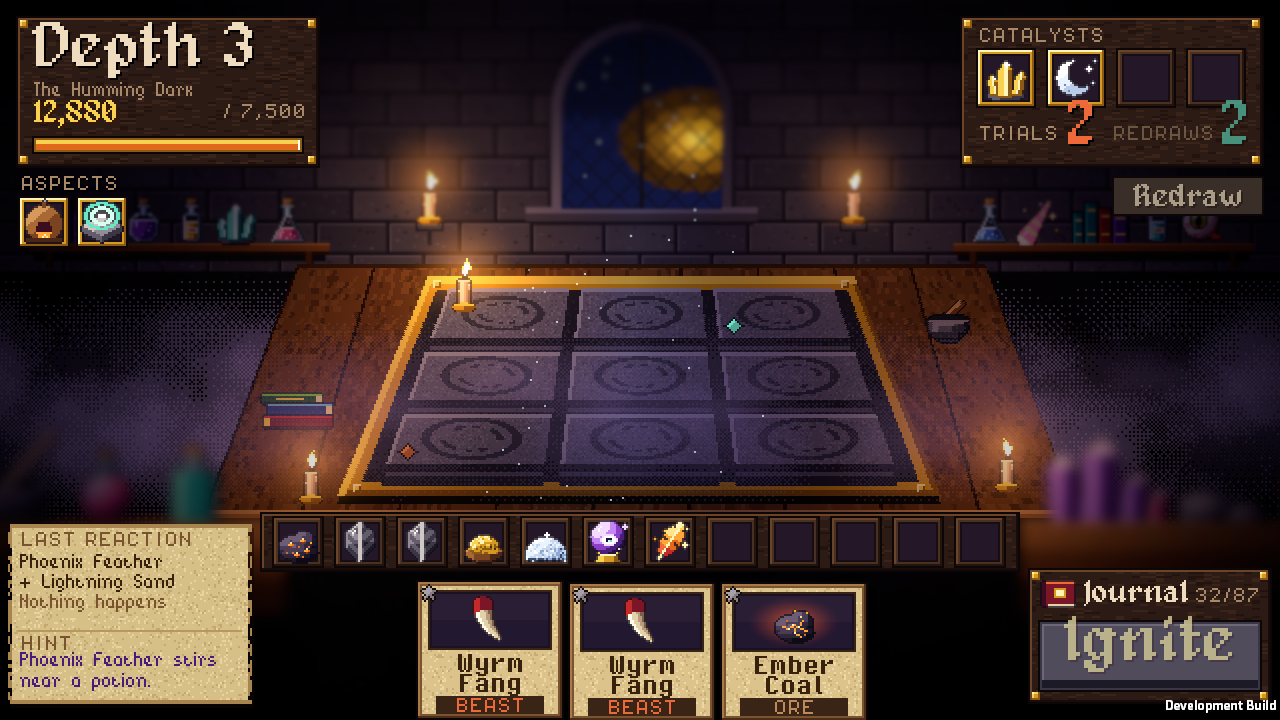 Depth 3
The Humming Dark
12,880 / 7,500
ASPECTS
CATALYSTS
TRIALS 2 REDRAWS 2
Redraw
LAST REACTION
Phoenix Feather
+ Lightning Sand
Nothing happens
HINT
Phoenix Feather stirs
near a potion.
Wyrm
Fang
BEAST
Wyrm
Fang
BEAST
Ember
Coal
ORE
Journal 32/87
Ignite
Development Build